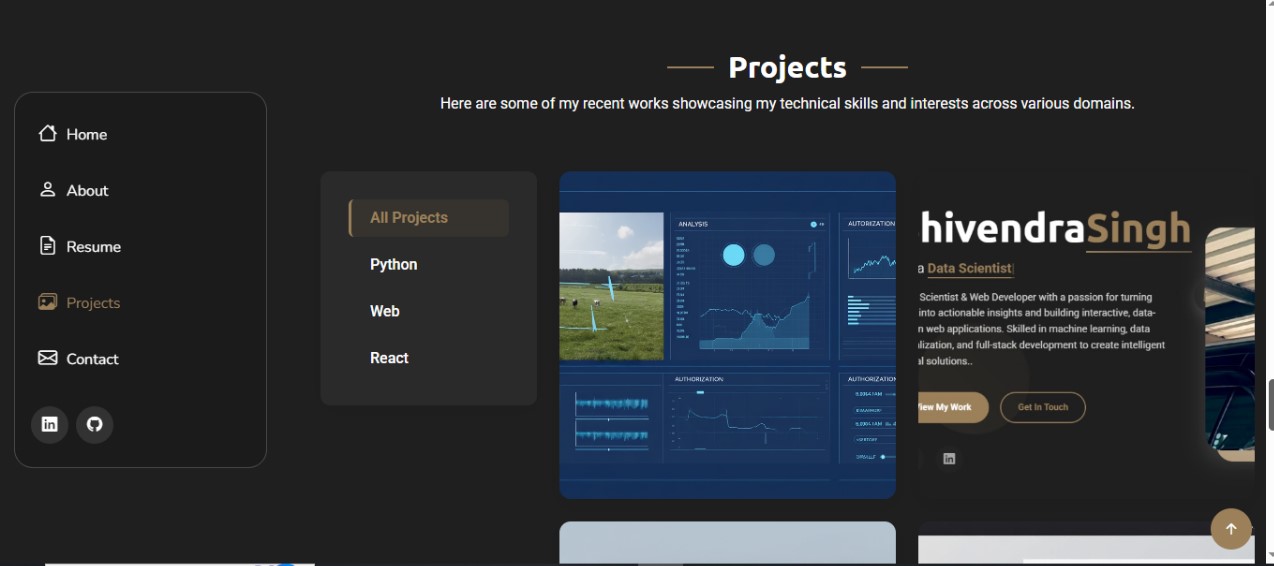 Projects
Here are some of my recent works showcasing my technical skills and interests across various domains.
Home
About
Resume
Projects
Contact
All Projects
Python
Web
React
ANALYSIS
AUTORIZATION
AUTHORIZATION
AUTHORIZATION
hivendraSingh
a Data Scientist
Scientist & Web Developer with a passion for turning
into actionable insights and building interactive, data-
n web applications. Skilled in machine learning, data
lization, and full-stack development to create intelligent
al solutions..
View My Work
Get In Touch